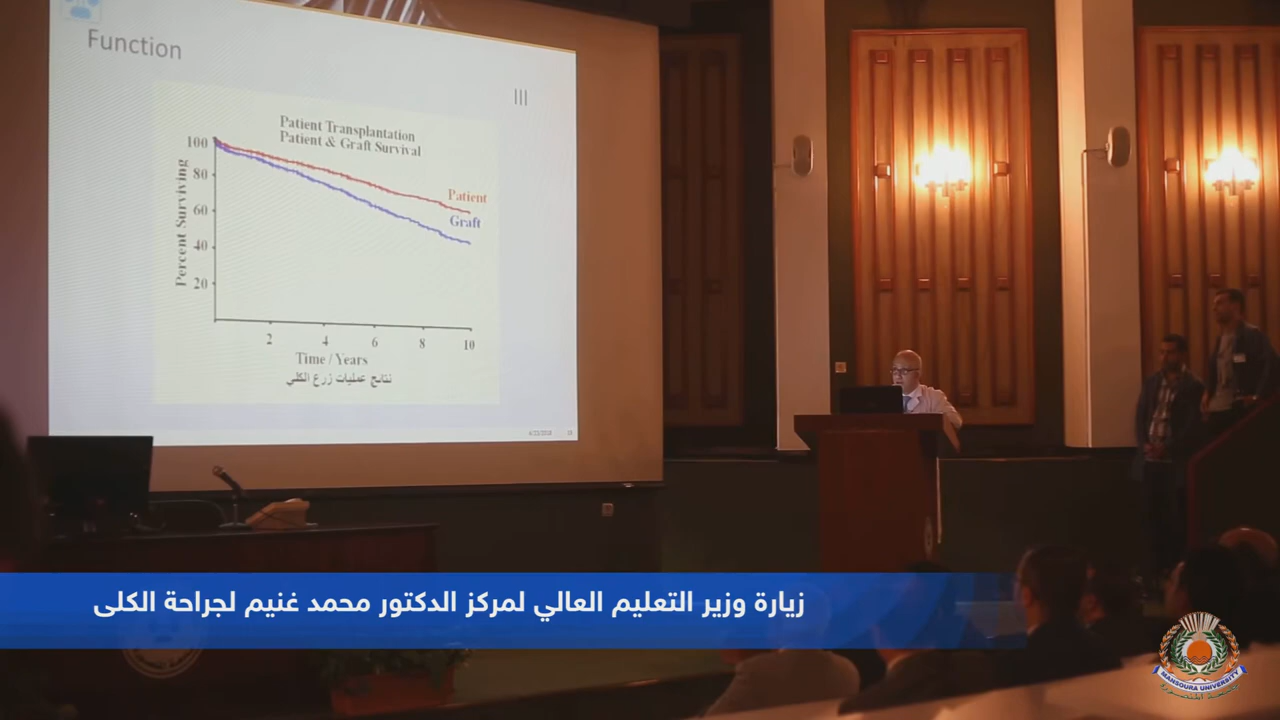 Function
III
Patient Transplantation
Patient & Graft Survival
100
80
60
40
20
Percent Surviving
Patient
Graft
2 4 6 8 10
Time / Years
نتائج عمليات زرع الكلي
زيارة وزير التعليم العالي لمركز الدكتور محمد غنيم لجراحة الكلى
MANSOURA UNIVERSITY